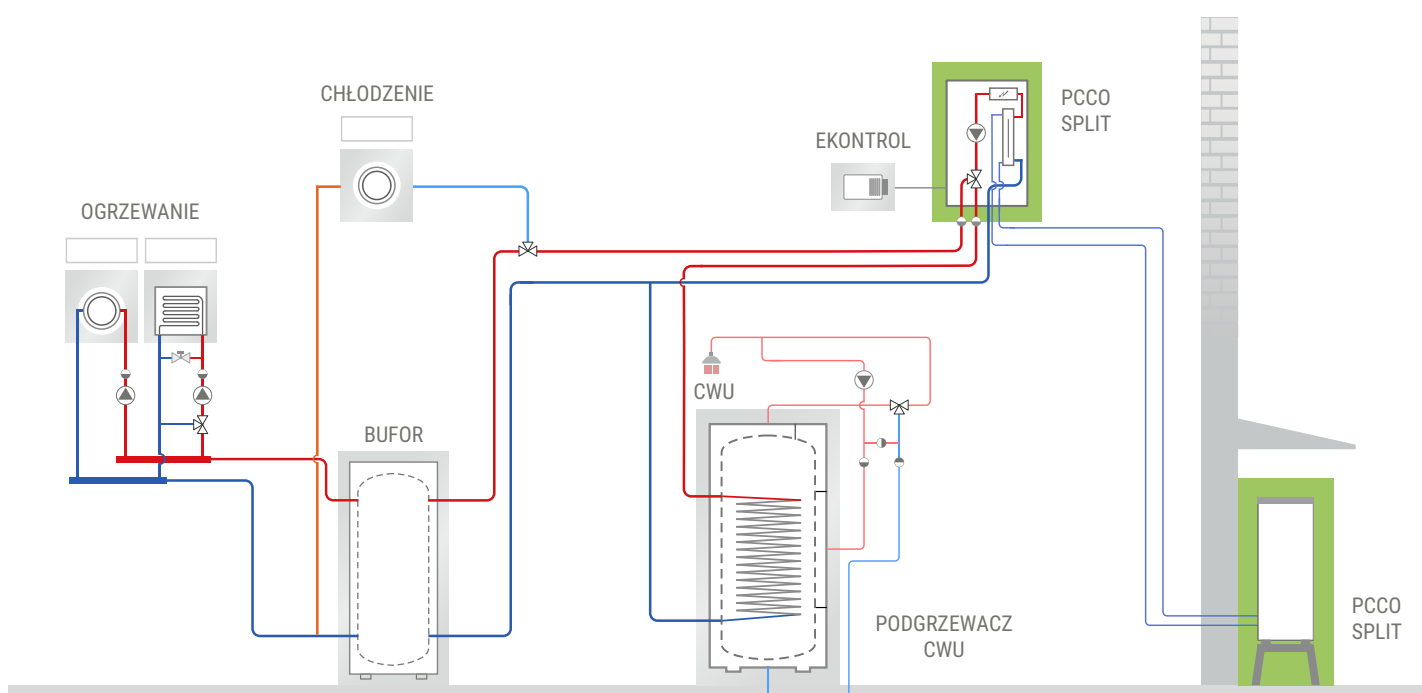 CHŁODZENIE
PCCO
SPLIT
EKONTROL
OGRZEWANIE
CWU
BUFOR
PODGRZEWACZ
CWU
PCCO
SPLIT